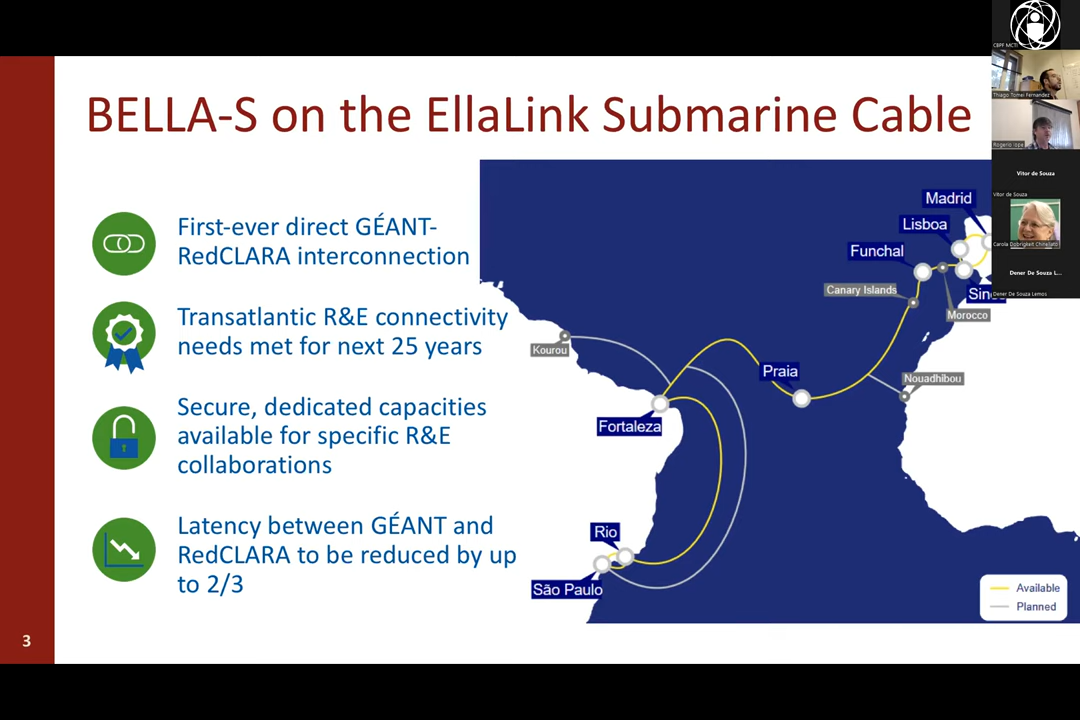 BELLA-S on the EllaLink Submarine Cable
First-ever direct GÉANT-
RedCLARA interconnection
Transatlantic R&E connectivity
needs met for next 25 years
Secure, dedicated capacities
available for specific R&E
collaborations
Latency between GÉANT and
RedCLARA to be reduced by up
to 2/3
3
Madrid
Lisboa
Funchal
Canary Islands
Sin
Morocco
Kourou
Praia
Nouadhibou
Fortaleza
Rio
São Paulo
Available
Planned
CBPF MCTI
Thiago Tomei Fernandez
Rogerio Iope
Vitor de Souza
Vitor de Souza
Carola Dobrigkeit Chinellato
Dener De Souza L...
Dener De Souza Lemos